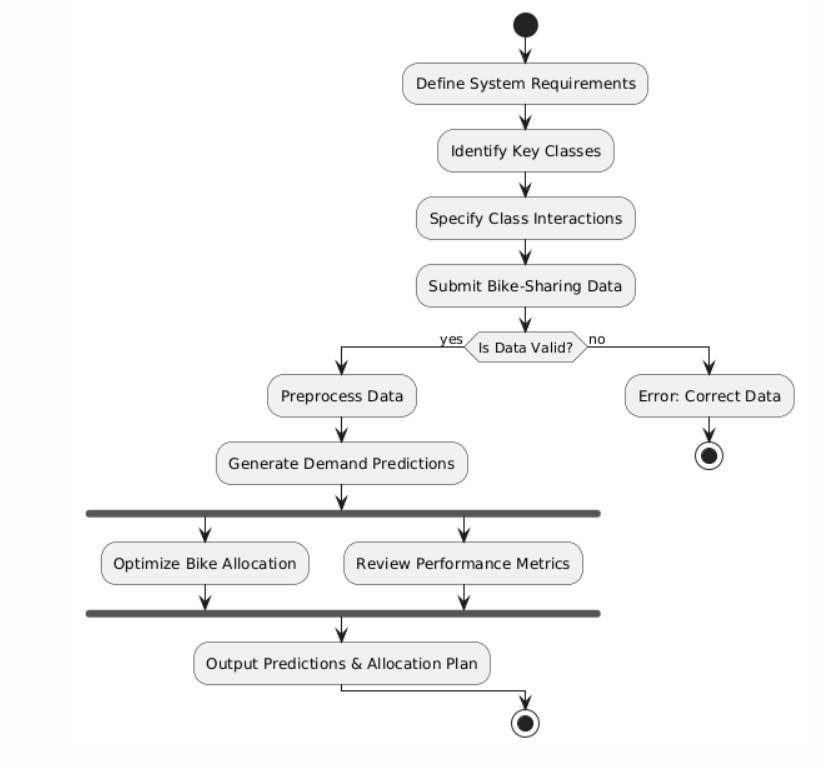 Define System Requirements
Identify Key Classes
Specify Class Interactions
Submit Bike-Sharing Data
yes
Is Data Valid?
no
Preprocess Data
Error: Correct Data
Generate Demand Predictions
Optimize Bike Allocation
Review Performance Metrics
Output Predictions & Allocation Plan